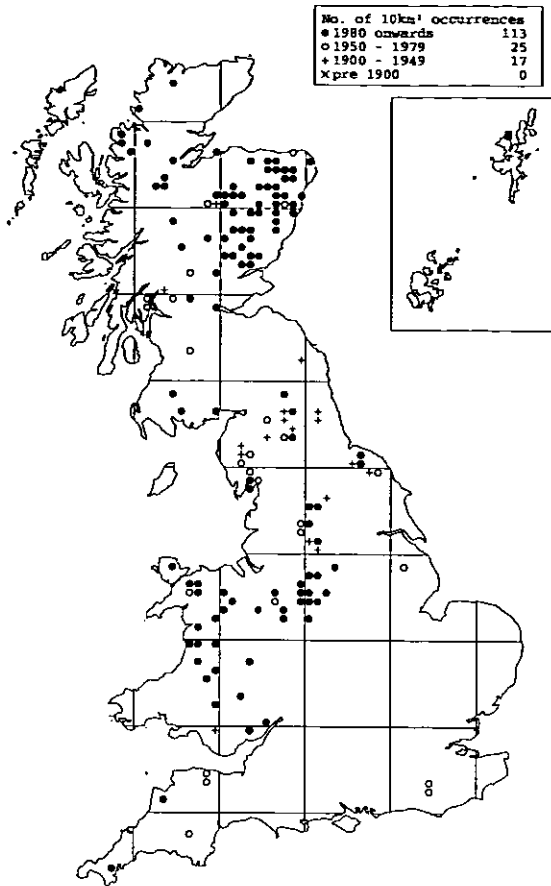 No. of 10km² occurrences
● 1980 onwards 113
○ 1950 - 1979 25
+ 1900 - 1949 17
× pre 1900 0